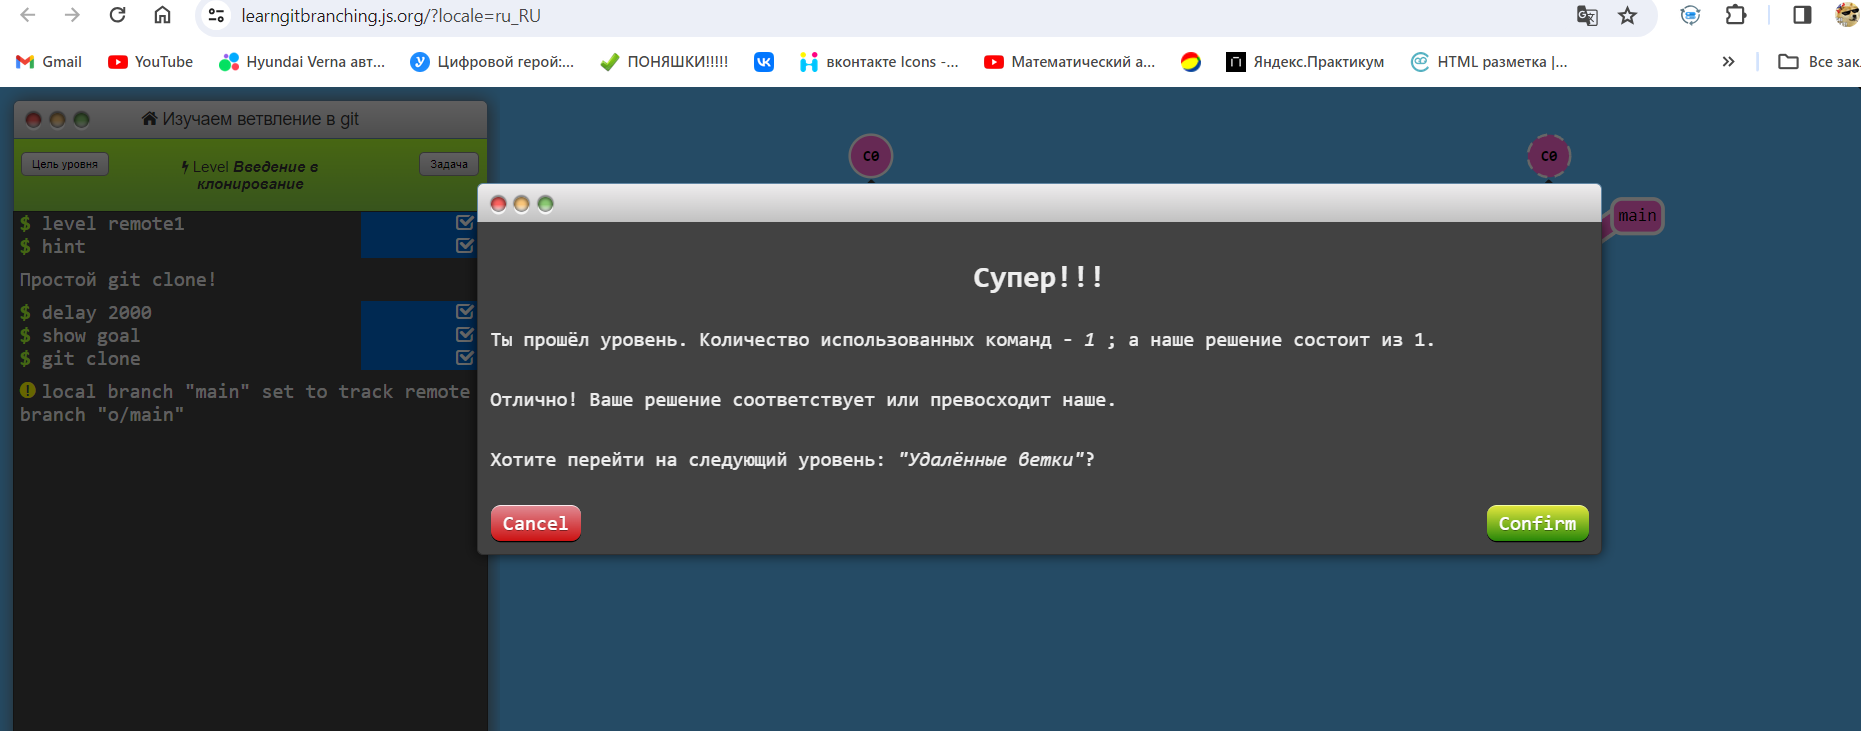 learngitbranching.js.org/?locale=ru_RU
Gmail YouTube Hyundai Verna авт... Цифровой герой:... ПОНЯШКИ!!!!! вконтакте Icons -... Математический а... Яндекс.Практикум HTML разметка |... » Все зак
Изучаем ветвление в git
Цель уровня
Level Введение в
клонирование
Задача
$ level remote1
$ hint
Простой git clone!
$ delay 2000
$ show goal
$ git clone
local branch "main" set to track remote
branch "o/main"
C0
C0
main
Супер!!!
Ты прошёл уровень. Количество использованных команд - 1 ; а наше решение состоит из 1.
Отлично! Ваше решение соответствует или превосходит наше.
Хотите перейти на следующий уровень: "Удалённые ветки"?
Cancel
Confirm